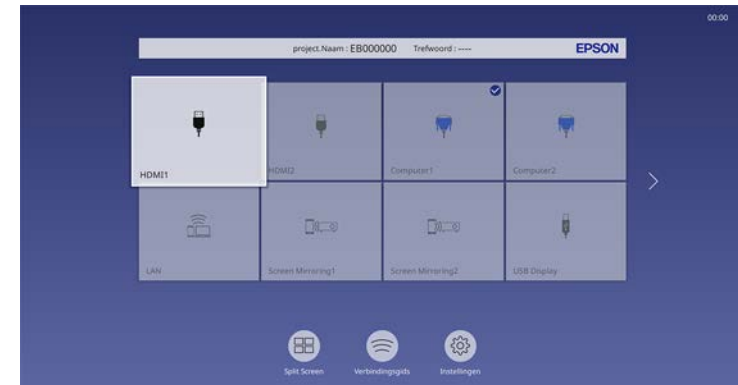 00:00
project.Naam : EB000000 Trefwoord : ---- EPSON
HDMI1 HDMI2 Computer1 Computer2
LAN Screen Mirroring1 Screen Mirroring2 USB Display
Split Screen Verbindingsgids Instellingen